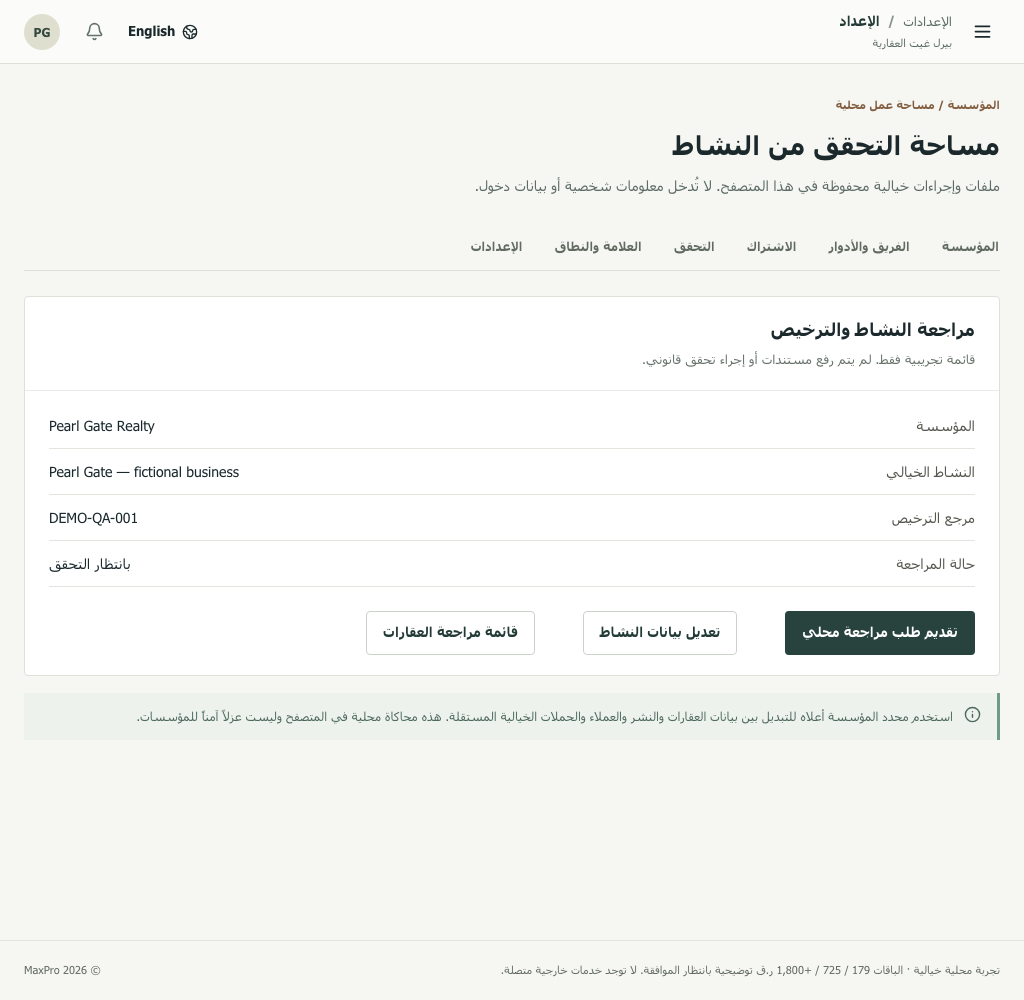 الإعدادات / الإعداد
بيرل غيت العقارية
English
PG
المؤسسة / مساحة عمل محلية
مساحة التحقق من النشاط
ملفات وإجراءات خيالية محفوظة في هذا المتصفح. لا تُدخل معلومات شخصية أو بيانات دخول.
المؤسسة الفريق والأدوار الاشتراك التحقق العلامة والنطاق الإعدادات
مراجعة النشاط والترخيص
قائمة تجريبية فقط. لم يتم رفع مستندات أو إجراء تحقق قانوني.
المؤسسة Pearl Gate Realty
النشاط الخيالي Pearl Gate — fictional business
مرجع الترخيص DEMO-QA-001
حالة المراجعة بانتظار التحقق
تقديم طلب مراجعة محلي تعديل بيانات النشاط قائمة مراجعة العقارات
استخدم محدد المؤسسة أعلاه للتبديل بين بيانات العقارات والنشر والعملاء والحملات الخيالية المستقلة. هذه محاكاة محلية في المتصفح وليست عزلاً آمناً للمؤسسات.
تجربة محلية خيالية · الباقات 179 / 725 / +1,800 ر.ق توضيحية بانتظار الموافقة. لا توجد خدمات خارجية متصلة.
© 2026 MaxPro